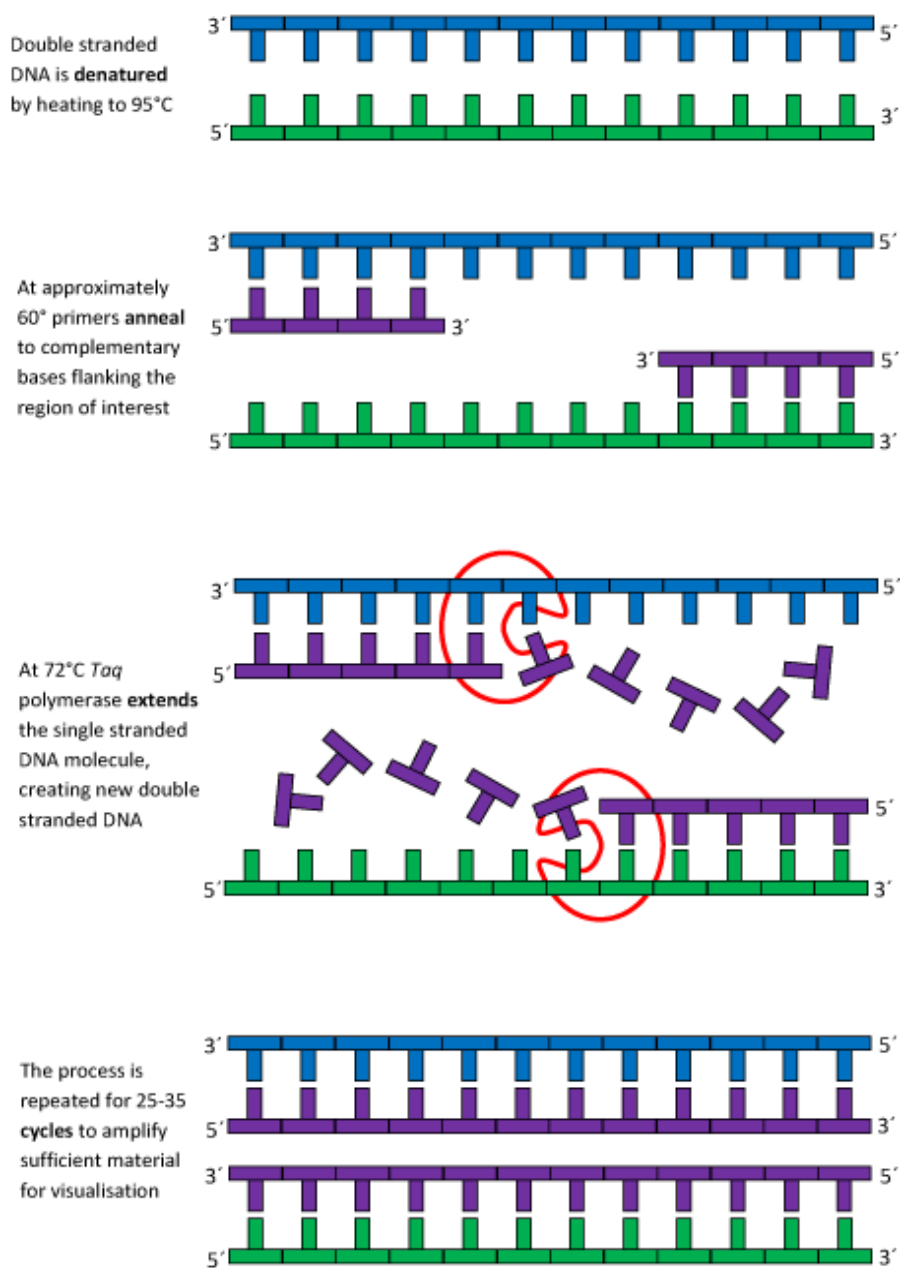 3´
5´
Double stranded
DNA is denatured
by heating to 95°C
5´
3´
3´
5´
At approximately
60° primers anneal
to complementary
bases flanking the
region of interest
5´
3´
3´
5´
5´
3´
3´
5´
At 72°C Taq
polymerase extends
the single stranded
DNA molecule,
creating new double
stranded DNA
5´
5´
5´
3´
3´
5´
The process is
repeated for 25-35
cycles to amplify
sufficient material
for visualisation
5´
3´
3´
5´
5´
3´